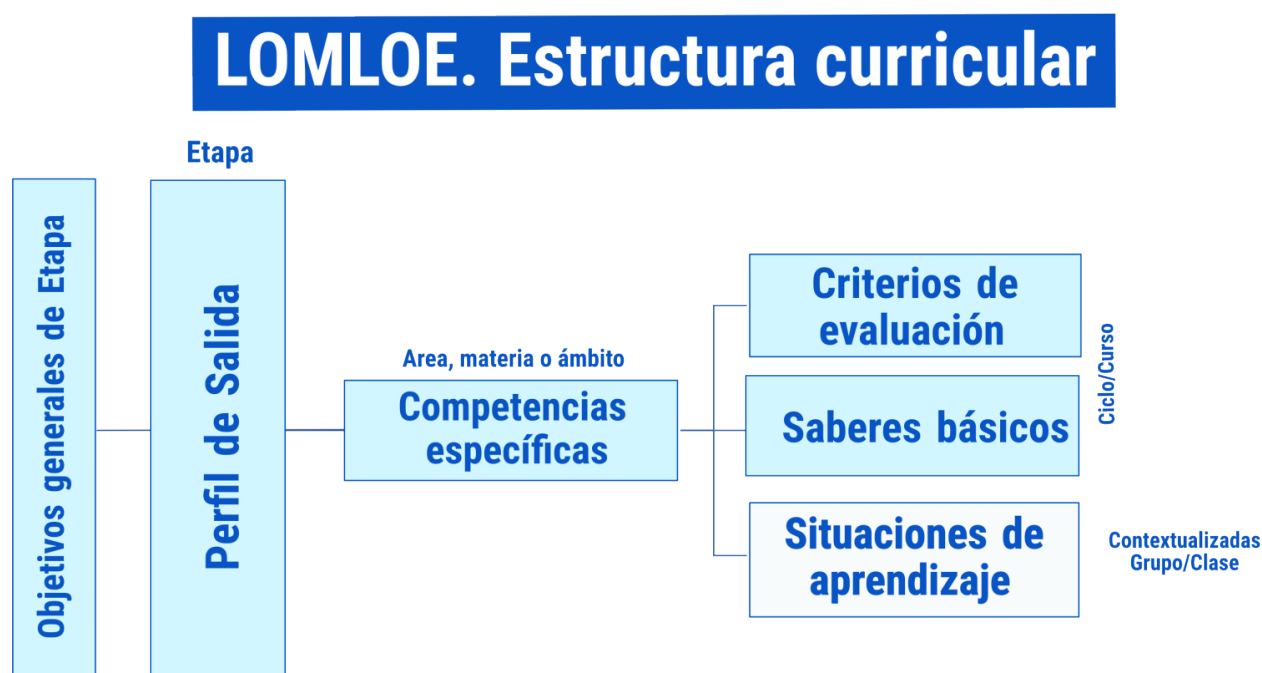 LOMLOE. Estructura curricular
Etapa
Objetivos generales de Etapa
Perfil de Salida
Area, materia o ámbito
Competencias
específicas
Criterios de
evaluación
Saberes básicos
Ciclo/Curso
Situaciones de
aprendizaje
Contextualizadas
Grupo/Clase